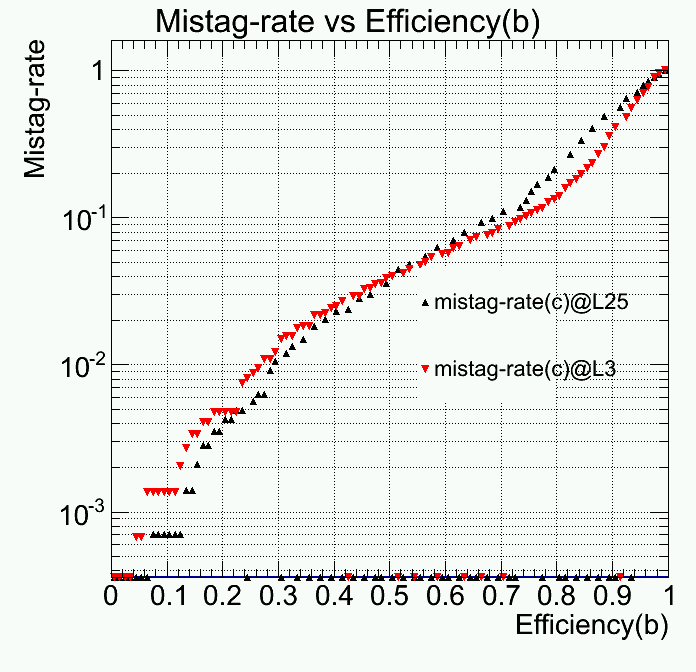 Mistag-rate vs Efficiency(b)
Mistag-rate
1
10-1
10-2
10-3
mistag-rate(c)@L25
mistag-rate(c)@L3
0 0.1 0.2 0.3 0.4 0.5 0.6 0.7 0.8 0.9 1
Efficiency(b)